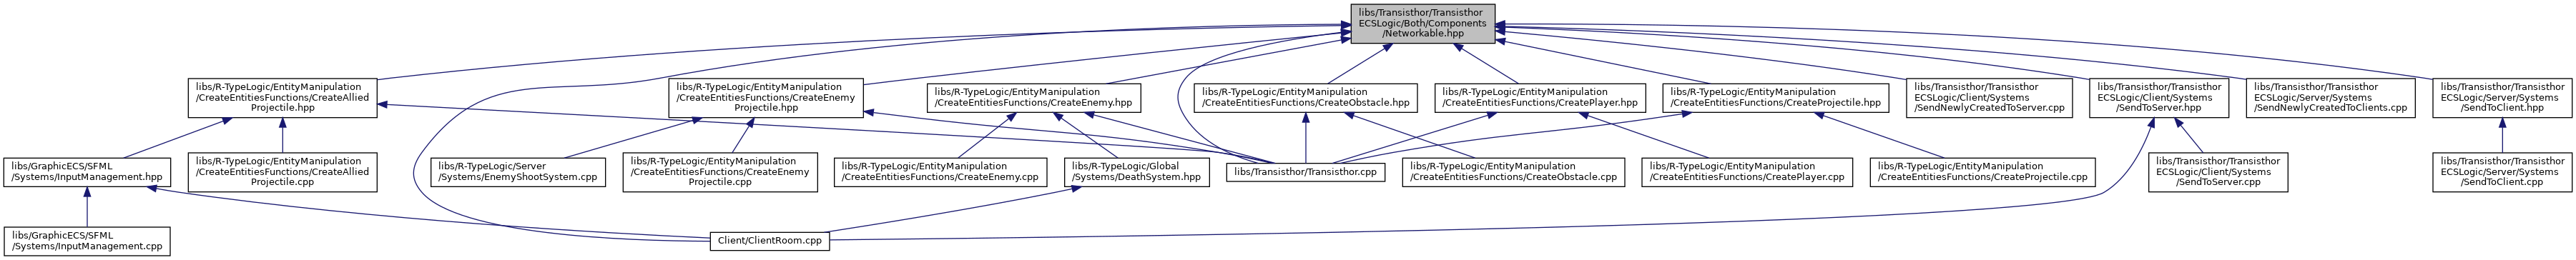 libs/Transisthor/Transisthor
ECSLogic/Both/Components
/Networkable.hpp
libs/R-TypeLogic/EntityManipulation
/CreateEntitiesFunctions/CreateAllied
Projectile.hpp
libs/R-TypeLogic/EntityManipulation
/CreateEntitiesFunctions/CreateEnemy
Projectile.hpp
libs/R-TypeLogic/EntityManipulation
/CreateEntitiesFunctions/CreateEnemy.hpp
libs/R-TypeLogic/EntityManipulation
/CreateEntitiesFunctions/CreateObstacle.hpp
libs/R-TypeLogic/EntityManipulation
/CreateEntitiesFunctions/CreatePlayer.hpp
libs/R-TypeLogic/EntityManipulation
/CreateEntitiesFunctions/CreateProjectile.hpp
libs/Transisthor/Transisthor
ECSLogic/Client/Systems
/SendNewlyCreatedToServer.cpp
libs/Transisthor/Transisthor
ECSLogic/Client/Systems
/SendToServer.hpp
libs/Transisthor/Transisthor
ECSLogic/Server/Systems
/SendNewlyCreatedToClients.cpp
libs/Transisthor/Transisthor
ECSLogic/Server/Systems
/SendToClient.hpp
libs/GraphicECS/SFML
/Systems/InputManagement.hpp
libs/R-TypeLogic/EntityManipulation
/CreateEntitiesFunctions/CreateAllied
Projectile.cpp
libs/R-TypeLogic/Server
/Systems/EnemyShootSystem.cpp
libs/R-TypeLogic/EntityManipulation
/CreateEntitiesFunctions/CreateEnemy
Projectile.cpp
libs/R-TypeLogic/EntityManipulation
/CreateEntitiesFunctions/CreateEnemy.cpp
libs/R-TypeLogic/Global
/Systems/DeathSystem.hpp
libs/Transisthor/Transisthor.cpp
libs/R-TypeLogic/EntityManipulation
/CreateEntitiesFunctions/CreateObstacle.cpp
libs/R-TypeLogic/EntityManipulation
/CreateEntitiesFunctions/CreatePlayer.cpp
libs/R-TypeLogic/EntityManipulation
/CreateEntitiesFunctions/CreateProjectile.cpp
libs/Transisthor/Transisthor
ECSLogic/Client/Systems
/SendToServer.cpp
libs/Transisthor/Transisthor
ECSLogic/Server/Systems
/SendToClient.cpp
libs/GraphicECS/SFML
/Systems/InputManagement.cpp
Client/ClientRoom.cpp